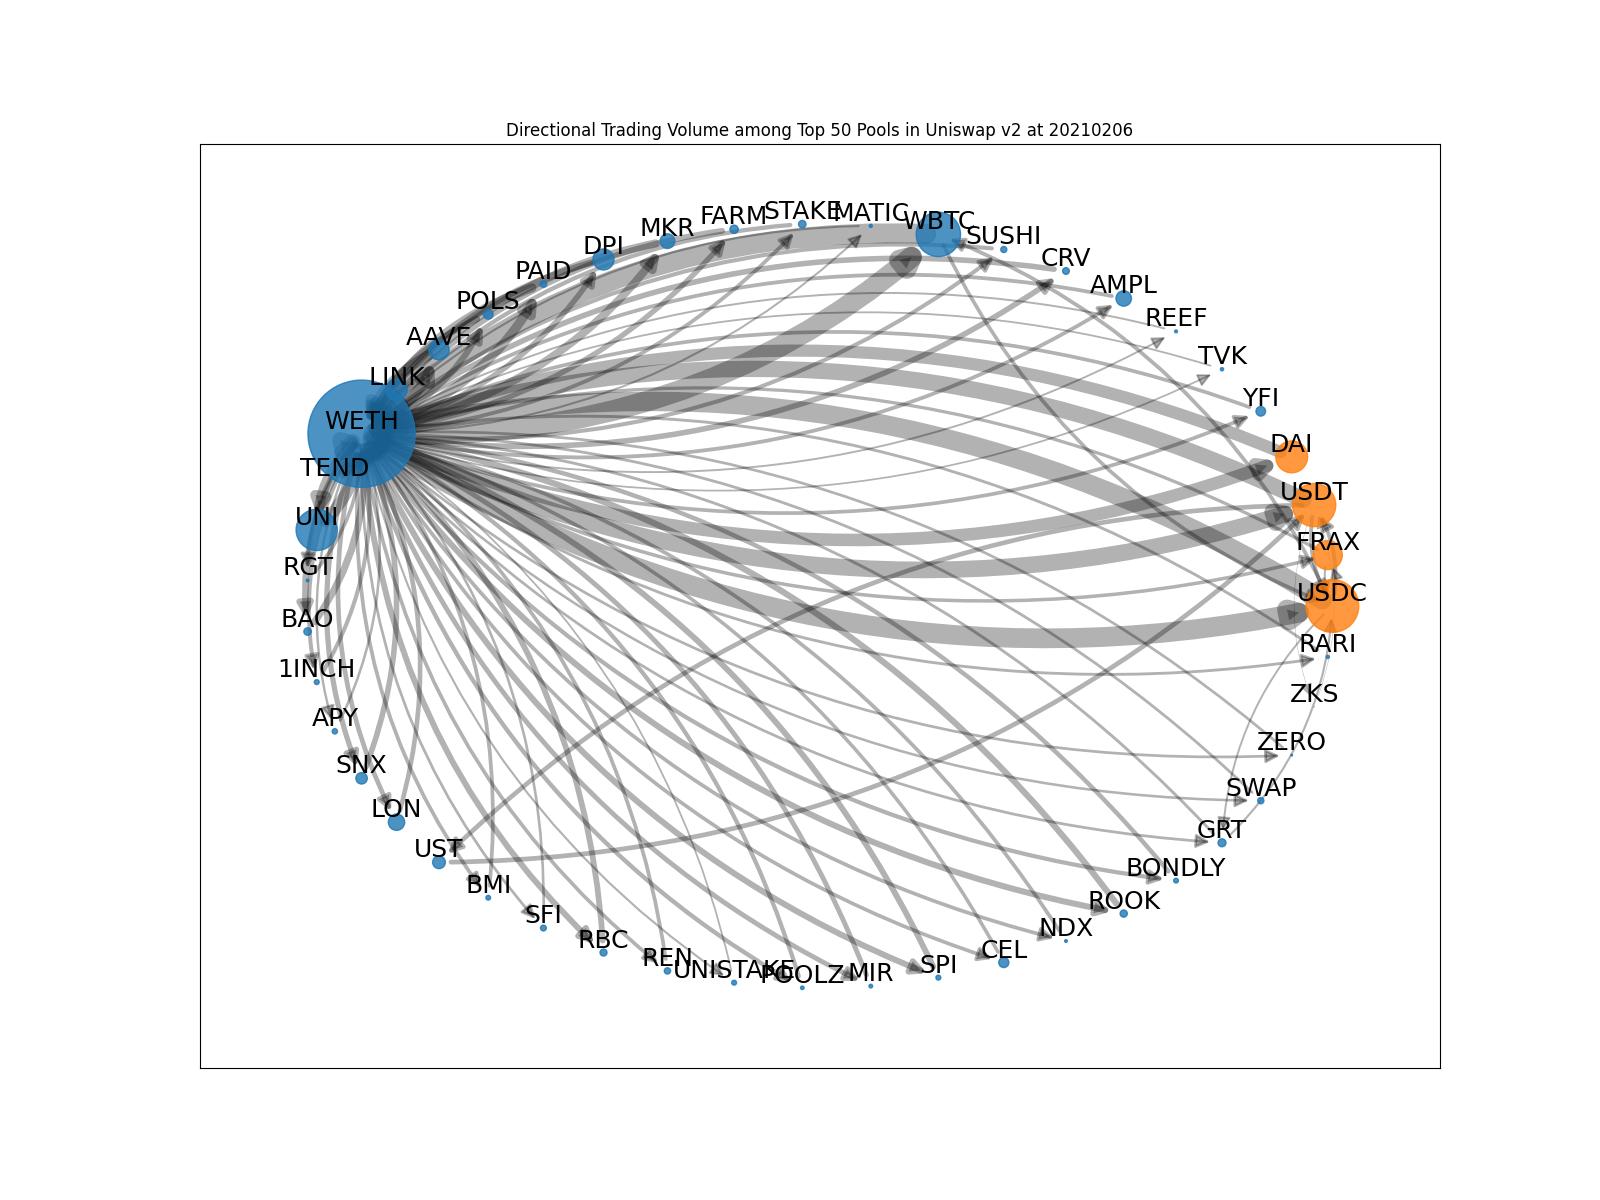 Directional Trading Volume among Top 50 Pools in Uniswap v2 at 20210206
STAKE
MATIC
FARM
WBTC
MKR
SUSHI
DPI
CRV
PAID
AMPL
POLS
REEF
AAVE
TVK
LINK
YFI
WETH
DAI
TEND
USDT
UNI
FRAX
RGT
USDC
BAO
RARI
1INCH
ZKS
APY
ZERO
SNX
SWAP
LON
GRT
UST
BONDLY
BMI
ROOK
SFI
NDX
RBC
CEL
REN
SPI
UNISTAKE
POOLZ
MIR